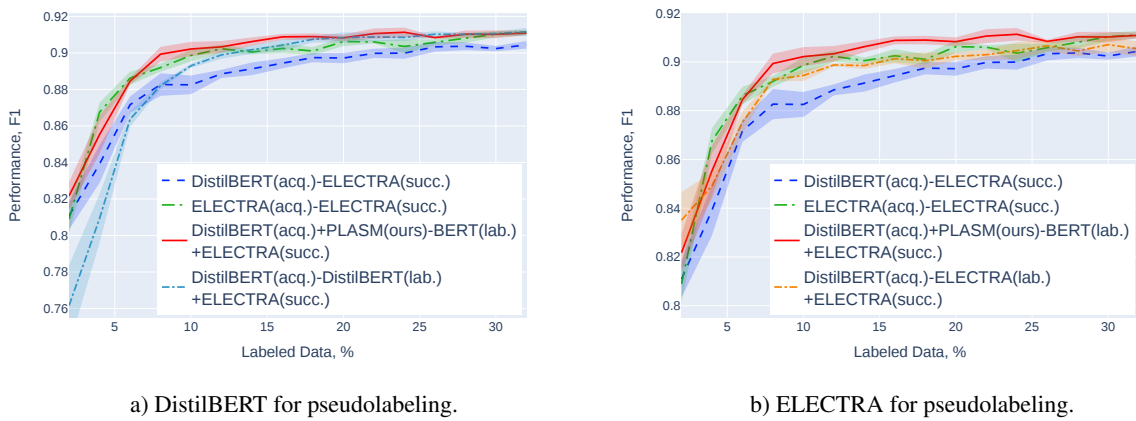 0.92
0.9
0.88
0.86
0.84
0.82
0.8
0.78
0.76
Performance, F1
5
10
15
20
25
30
Labeled Data, %
DistilBERT(acq.)-ELECTRA(succ.)
ELECTRA(acq.)-ELECTRA(succ.)
DistilBERT(acq.)+PLASM(ours)-BERT(lab.)
+ELECTRA(succ.)
DistilBERT(acq.)-DistilBERT(lab.)
+ELECTRA(succ.)
a) DistilBERT for pseudolabeling.
0.92
0.9
0.88
0.86
0.84
0.82
0.8
Performance, F1
5
10
15
20
25
30
Labeled Data, %
DistilBERT(acq.)-ELECTRA(succ.)
ELECTRA(acq.)-ELECTRA(succ.)
DistilBERT(acq.)+PLASM(ours)-BERT(lab.)
+ELECTRA(succ.)
DistilBERT(acq.)-ELECTRA(lab.)
+ELECTRA(succ.)
b) ELECTRA for pseudolabeling.